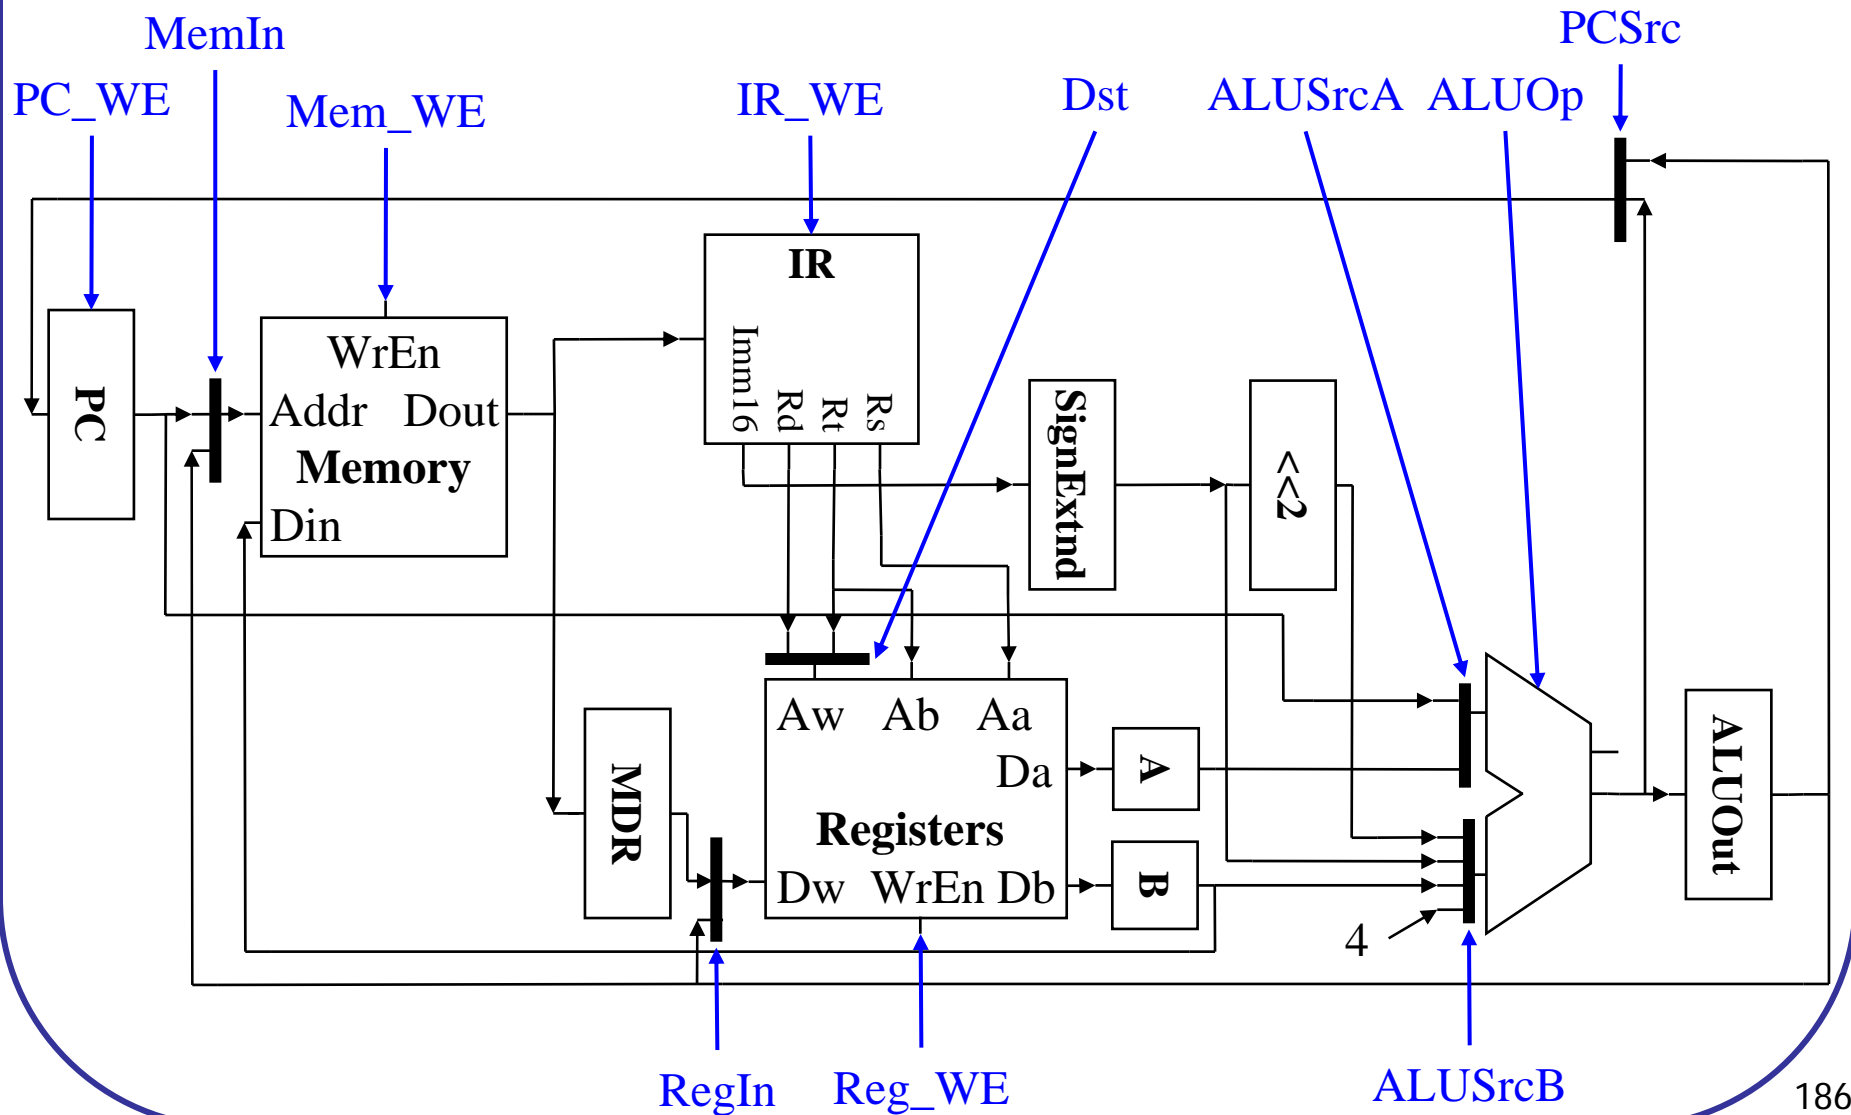 MemIn
PCSrc
PC_WE
Mem_WE
IR_WE
Dst
ALUSrcA
ALUOp
IR
Imm16
Rd
Rt
Rs
PC
WrEn
Addr Dout
Memory
Din
SignExtnd
<<2
Aw Ab Aa
Da
Registers
Dw WrEn Db
MDR
A
B
4
ALUOut
RegIn
Reg_WE
ALUSrcB
186